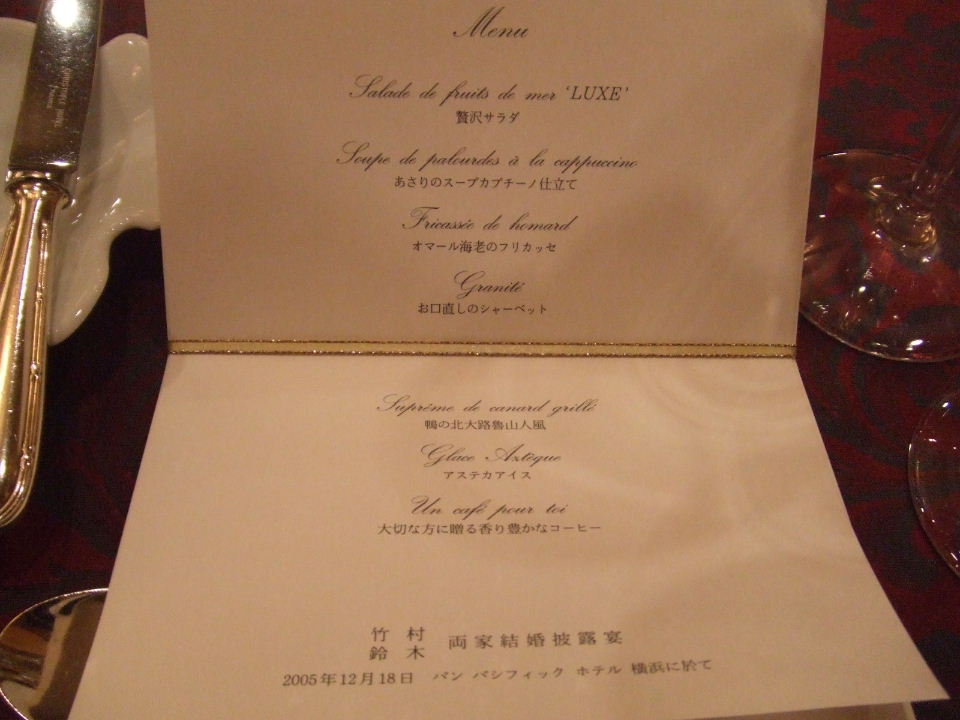 Menu
Salade de fruits de mer ‘LUXE’
贅沢サラダ
Soupe de palourdes à la cappuccino
あさりのスープカプチーノ仕立て
Fricassée de homard
オマール海老のフリカッセ
Granité
お口直しのシャーベット
Suprême de canard grillé
鴨の北大路魯山人風
Glace Aztèque
アステカアイス
Un café pour toi
大切な方に贈る香り豊かなコーヒー
竹村
鈴木 両家結婚披露宴
2005年12月18日 パン パシフィック ホテル 横浜に於て